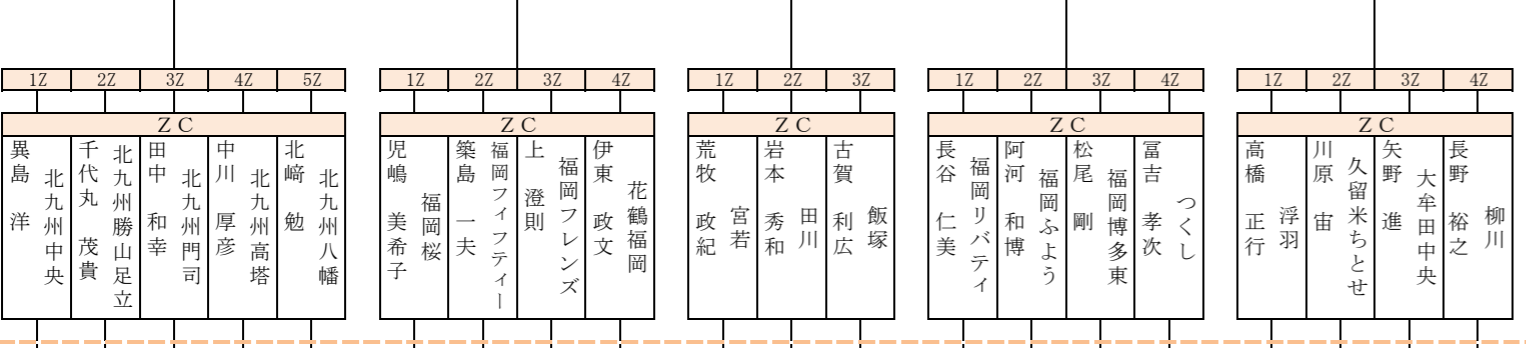 1Z 2Z 3Z 4Z 5Z
ZC
異島 洋
北九州中央
千代丸 茂貴
北九州勝山足立
田中 和幸
北九州門司
中川 厚彦
北九州高塔
北﨑 勉
北九州八幡
1Z 2Z 3Z 4Z
ZC
児嶋 美希子
福岡桜
築島 一夫
福岡フィフティー
上 澄則
福岡フレンズ
伊東 政文
花鶴福岡
1Z 2Z 3Z
ZC
荒牧 政紀
宮若
岩本 秀和
田川
古賀 利広
飯塚
1Z 2Z 3Z 4Z
ZC
長谷 仁美
福岡リバティ
阿河 和博
福岡ふよう
松尾 剛
福岡博多東
冨吉 孝次
つくし
1Z 2Z 3Z 4Z
ZC
高橋 正行
浮羽
川原 宙
久留米ちとせ
矢野 進
大牟田中央
長野 裕之
柳川